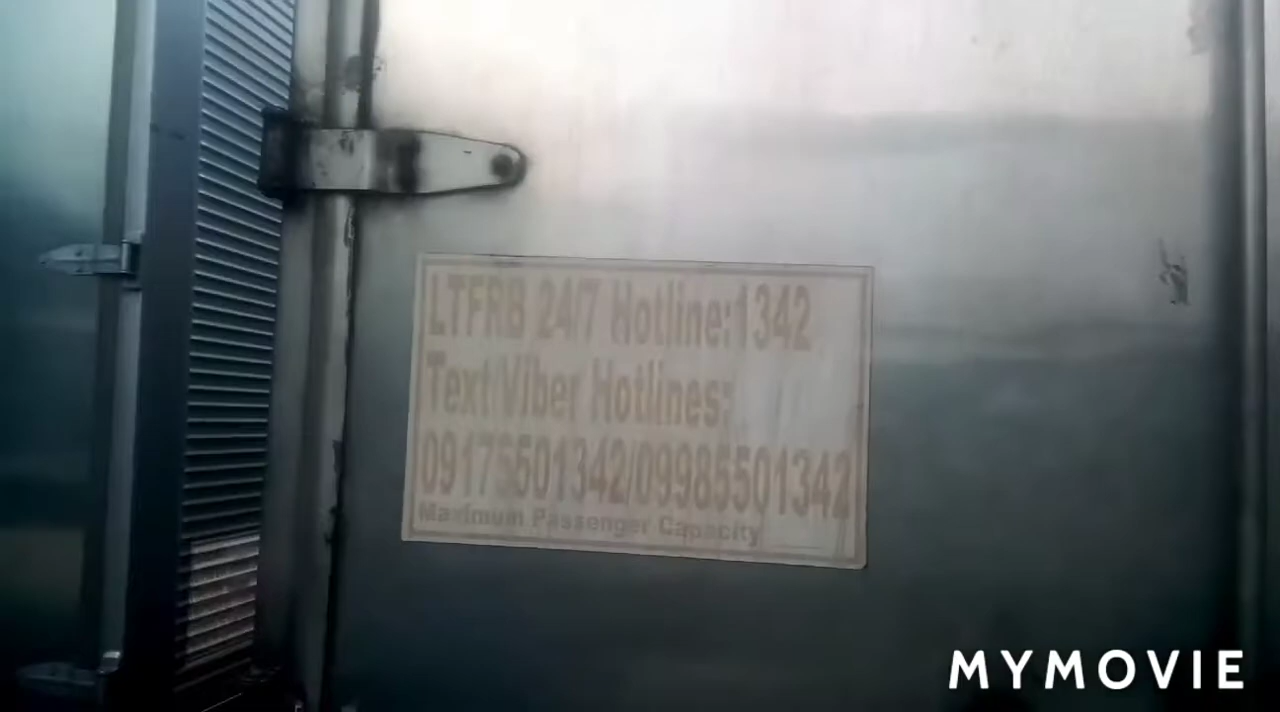 LTFRB 24/7 Hotline:1342
Text/Viber Hotlines:
09175501342/09985501342
Maximum Passenger Capacity
MYMOVIE